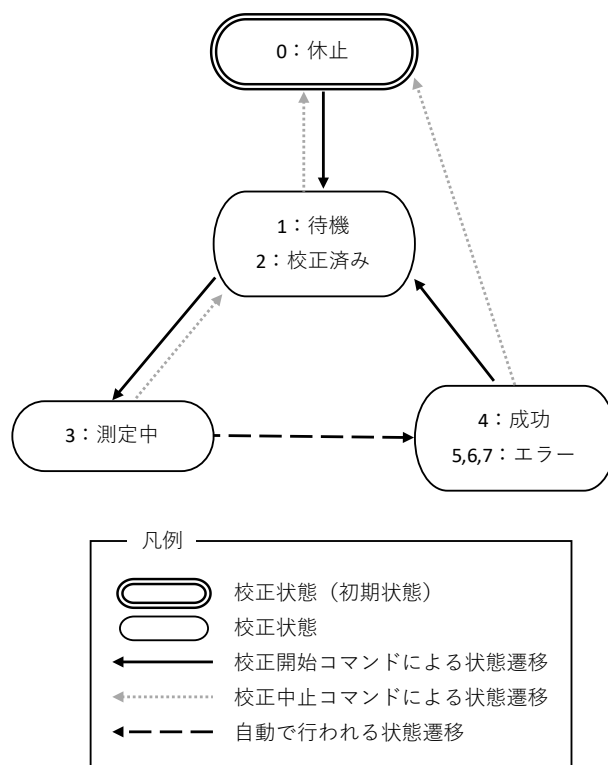 0：休止
1：待機
2：校正済み
3：測定中
4：成功
5,6,7：エラー
凡例
校正状態（初期状態）
校正状態
校正開始コマンドによる状態遷移
校正中止コマンドによる状態遷移
自動で行われる状態遷移